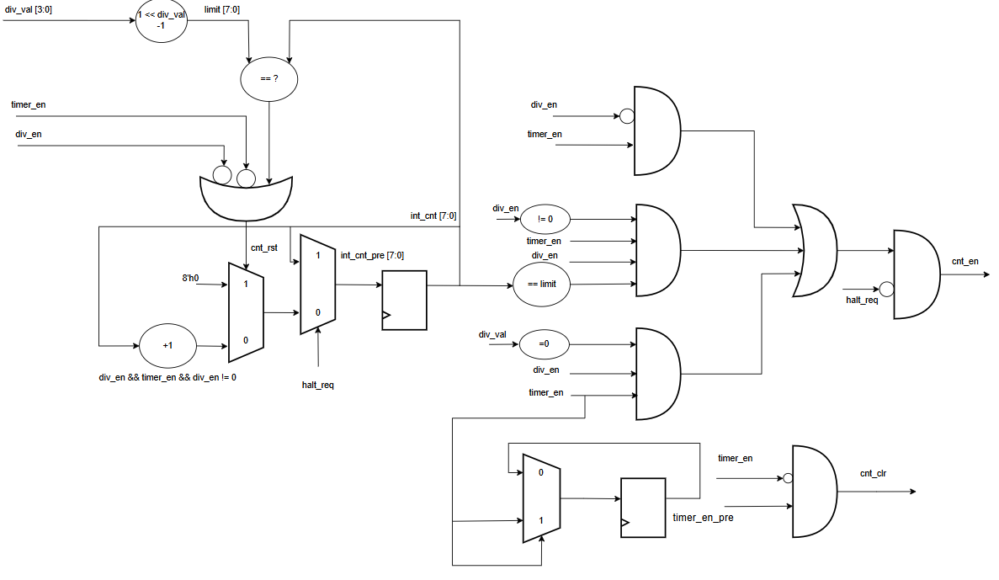 div_val [3:0]
1 << div_val
-1
limit [7:0]
== ?
timer_en
div_en
cnt_rst
int_cnt [7:0]
8'h0
1
0
+1
div_en && timer_en && div_en != 0
1
0
int_cnt_pre [7:0]
halt_req
div_en
timer_en
div_en
!= 0
timer_en
div_en
== limit
div_val
=0
div_en
timer_en
halt_req
cnt_en
0
1
timer_en
timer_en_pre
cnt_clr